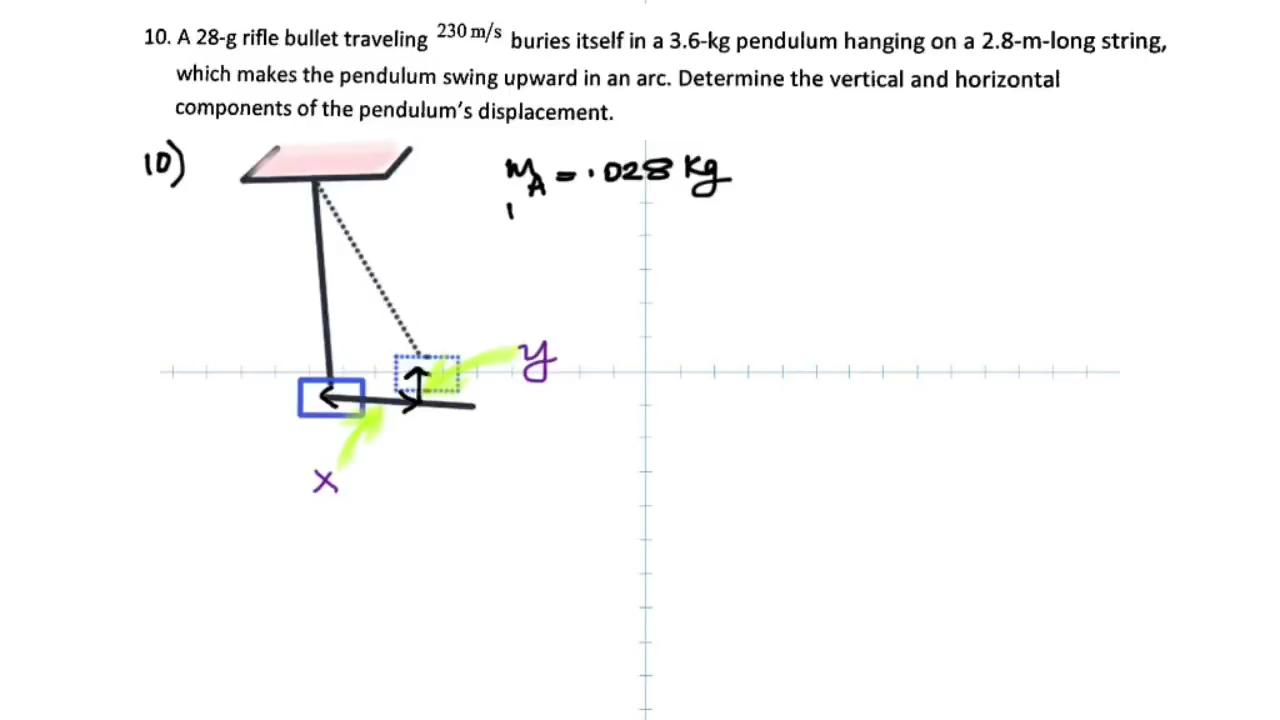 10. A 28-g rifle bullet traveling 230 m/s buries itself in a 3.6-kg pendulum hanging on a 2.8-m-long string,
which makes the pendulum swing upward in an arc. Determine the vertical and horizontal
components of the pendulum's displacement.
10)
m_A = .028 Kg
y
x